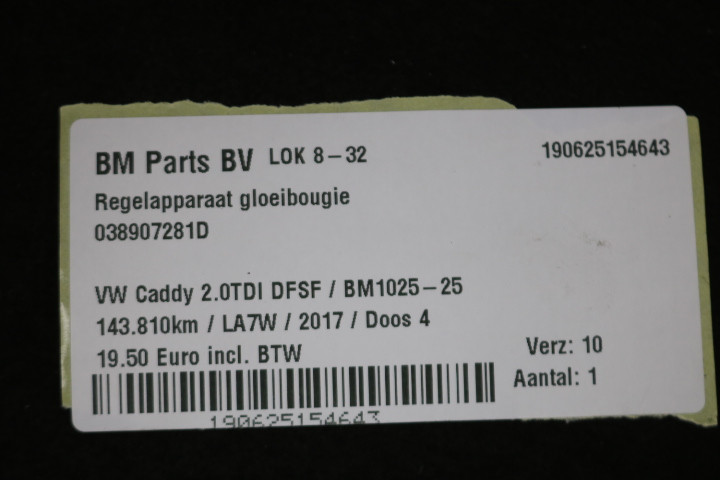 BM Parts BV LOK 8-32 190625154643
Regelapparaat gloeibougie
038907281D
VW Caddy 2.0TDI DFSF / BM1025-25
143.810km / LA7W / 2017 / Doos 4
19.50 Euro incl. BTW Verz: 10
Aantal: 1
190625154643